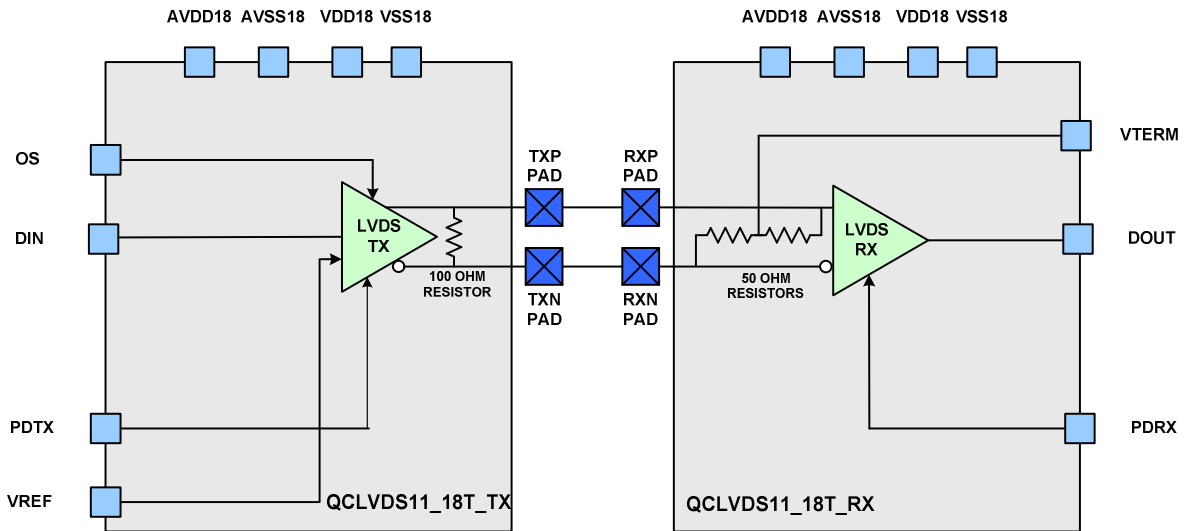 AVDD18 AVSS18 VDD18 VSS18
AVDD18 AVSS18 VDD18 VSS18
OS
DIN
PDTX
VREF
LVDS
TX
100 OHM
RESISTOR
QCLVDS11_18T_TX
TXP
PAD
TXN
PAD
RXP
PAD
RXN
PAD
50 OHM
RESISTORS
LVDS
RX
QCLVDS11_18T_RX
VTERM
DOUT
PDRX